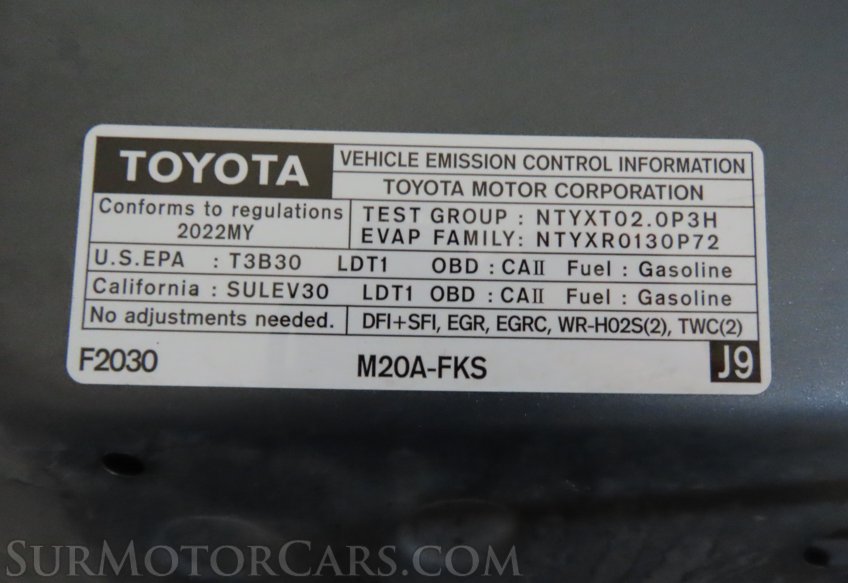 TOYOTA
VEHICLE EMISSION CONTROL INFORMATION
TOYOTA MOTOR CORPORATION
Conforms to regulations
2022MY
TEST GROUP : NTYXT02.0P3H
EVAP FAMILY: NTYXR0130P72
U.S.EPA : T3B30 LDT1 OBD : CAII Fuel : Gasoline
California : SULEV30 LDT1 OBD : CAII Fuel : Gasoline
No adjustments needed. DFI+SFI, EGR, EGRC, WR-HO2S(2), TWC(2)
F2030 M20A-FKS J9
SURMOTORCARS.COM